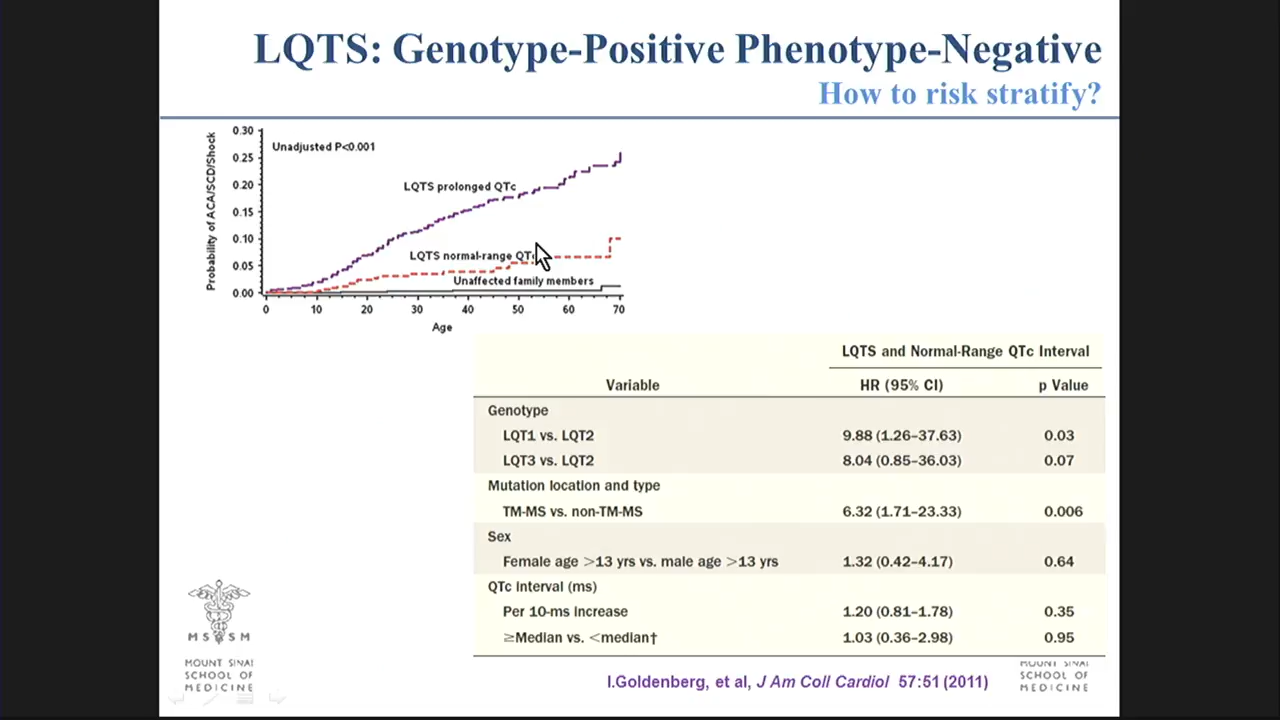 LQTS: Genotype-Positive Phenotype-Negative
How to risk stratify?
Probability of ACA/SCD/Shock
0.30
0.25
0.20
0.15
0.10
0.05
0.00
Unadjusted P<0.001
LQTS prolonged QTc
LQTS normal-range QTc
Unaffected family members
0 10 20 30 40 50 60 70
Age
LQTS and Normal-Range QTc Interval
Variable HR (95% CI) p Value
Genotype
LQT1 vs. LQT2 9.88 (1.26–37.63) 0.03
LQT3 vs. LQT2 8.04 (0.85–36.03) 0.07
Mutation location and type
TM-MS vs. non-TM-MS 6.32 (1.71–23.33) 0.006
Sex
Female age >13 yrs vs. male age >13 yrs 1.32 (0.42–4.17) 0.64
QTc interval (ms)
Per 10-ms increase 1.20 (0.81–1.78) 0.35
≥Median vs. <median† 1.03 (0.36–2.98) 0.95
I.Goldenberg, et al, J Am Coll Cardiol 57:51 (2011)
MSSM
MOUNT SINAI
SCHOOL OF
MEDICINE
MOUNT SINAI
SCHOOL OF
MEDICINE